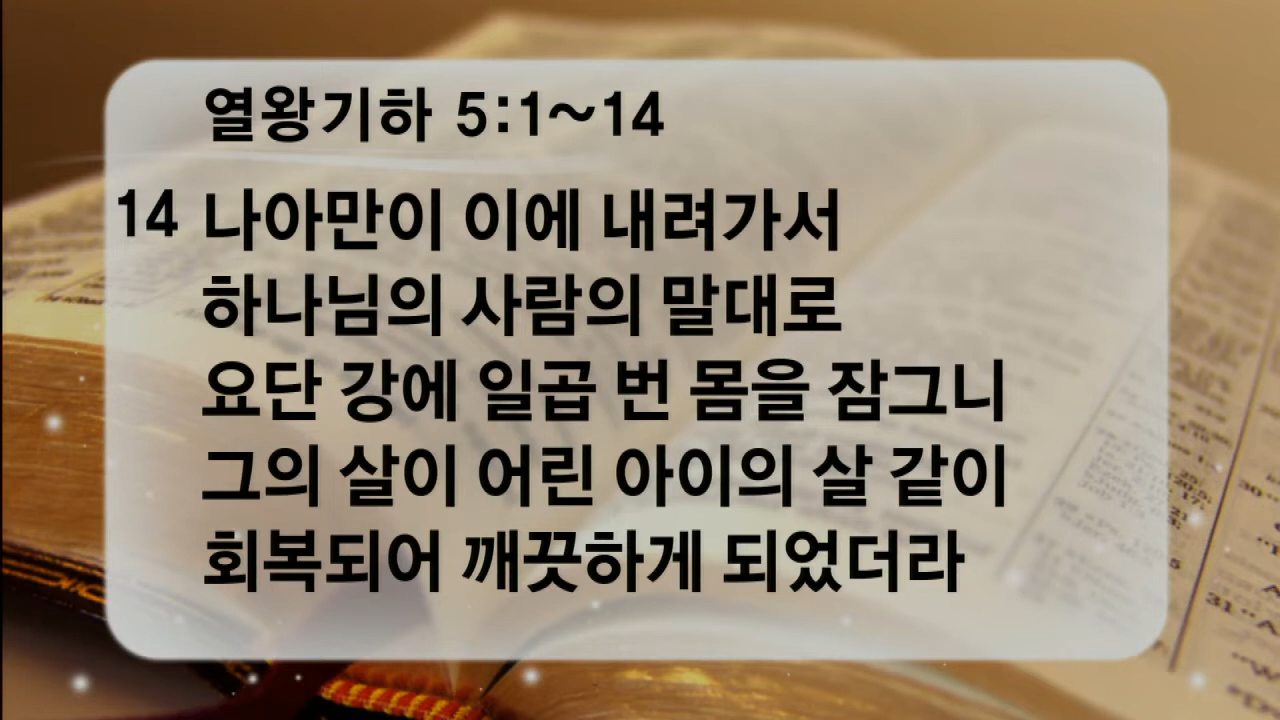 열왕기하 5:1~14
14 나아만이 이에 내려가서
하나님의 사람의 말대로
요단 강에 일곱 번 몸을 잠그니
그의 살이 어린 아이의 살 같이
회복되어 깨끗하게 되었더라
30
31 "A